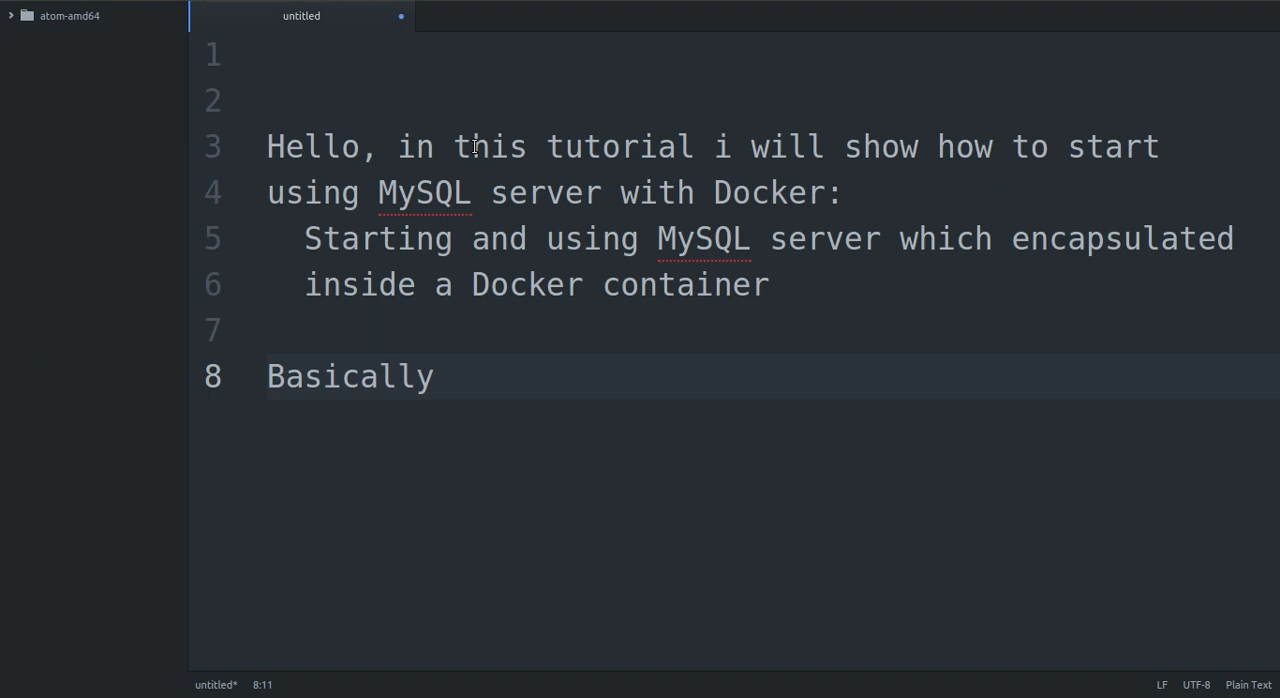 atom-amd64
untitled
1
2
3 Hello, in this tutorial i will show how to start
4 using MySQL server with Docker:
5 Starting and using MySQL server which encapsulated
6 inside a Docker container
7
8 Basically
untitled* 8:11 LF UTF-8 Plain Text